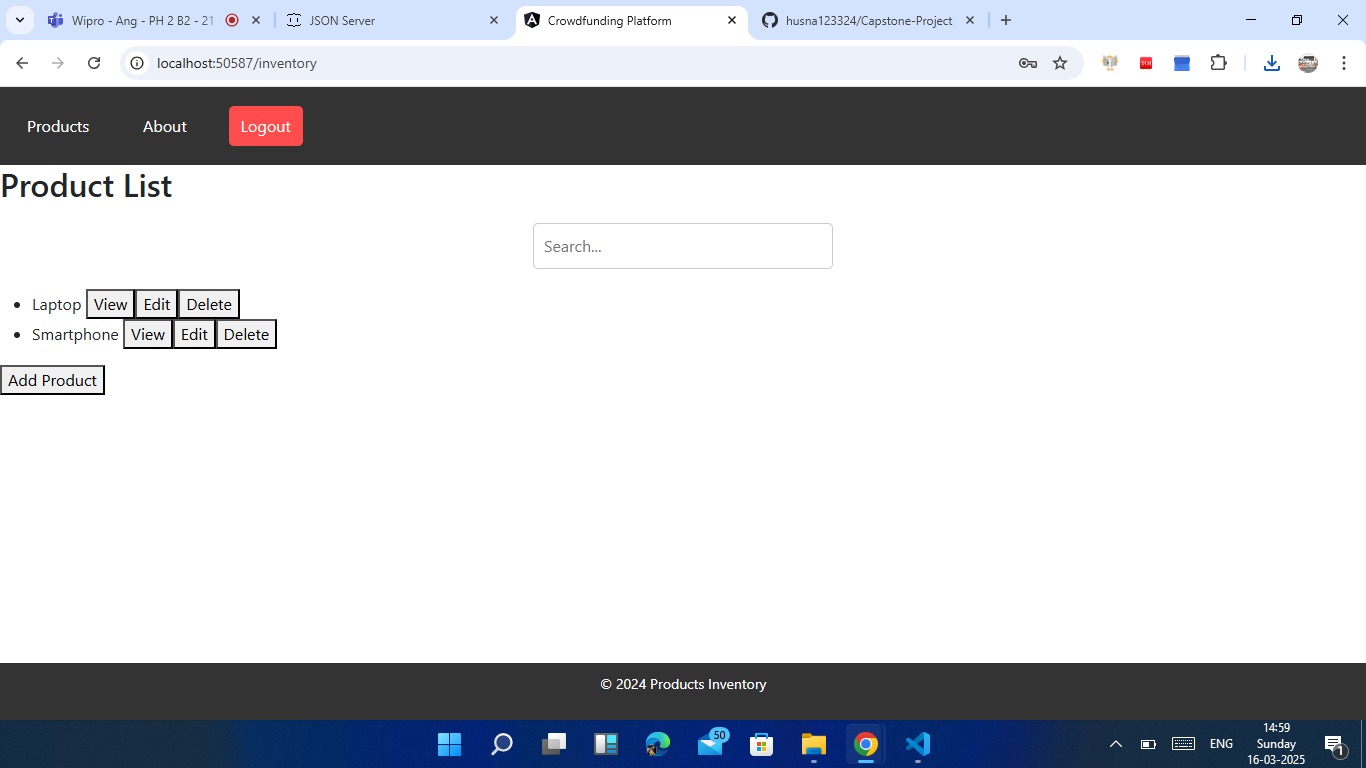 Wipro - Ang - PH 2 B2 - 21
JSON Server
Crowdfunding Platform
husna123324/Capstone-Project
localhost:50587/inventory
TOI
Products
About
Logout
Product List
Search...
Laptop View Edit Delete
Smartphone View Edit Delete
Add Product
© 2024 Products Inventory
50
ENG
14:59
Sunday
16-03-2025
1